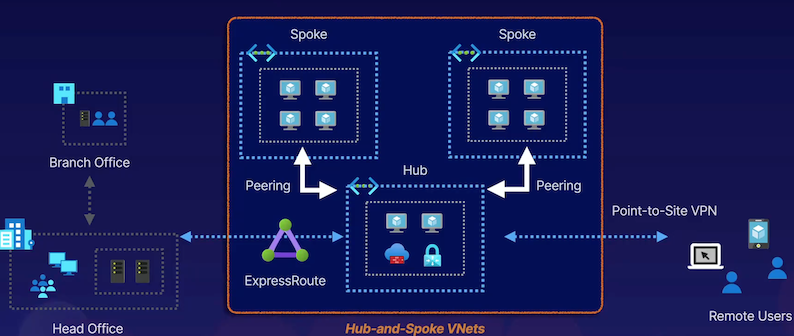 Spoke
Spoke
Branch Office
Peering
Hub
Peering
Point-to-Site VPN
ExpressRoute
Head Office
Hub-and-Spoke VNets
Remote Users